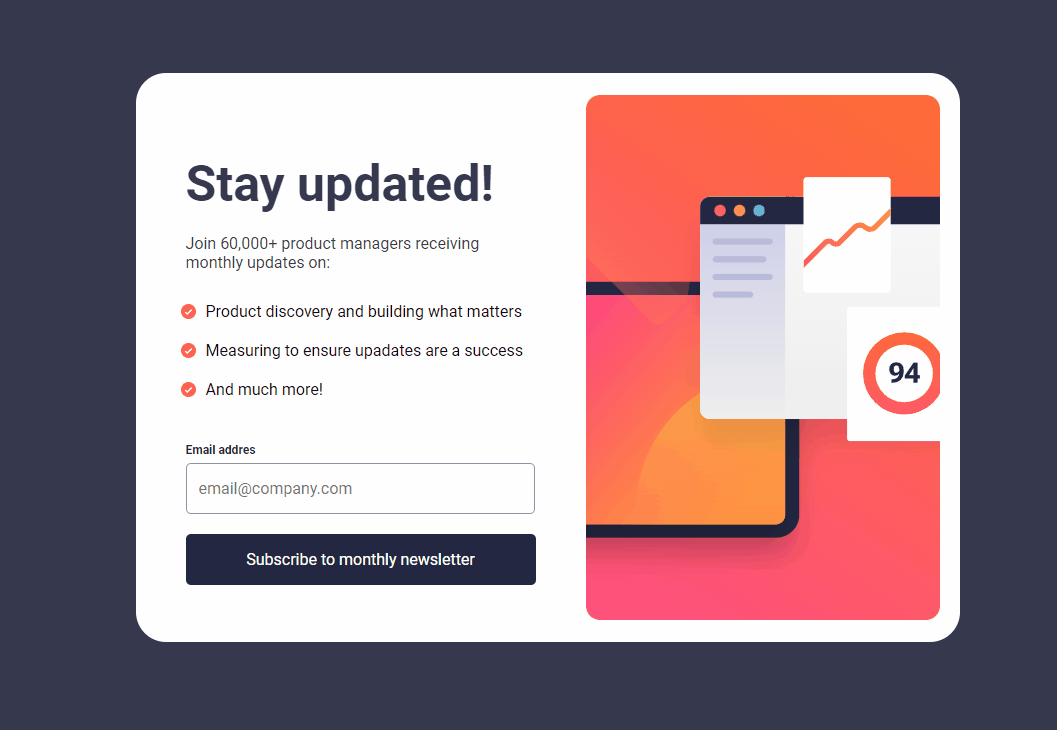 Stay updated!
Join 60,000+ product managers receiving
monthly updates on:
Product discovery and building what matters
Measuring to ensure upadates are a success
And much more!
Email addres
email@company.com
Subscribe to monthly newsletter
94